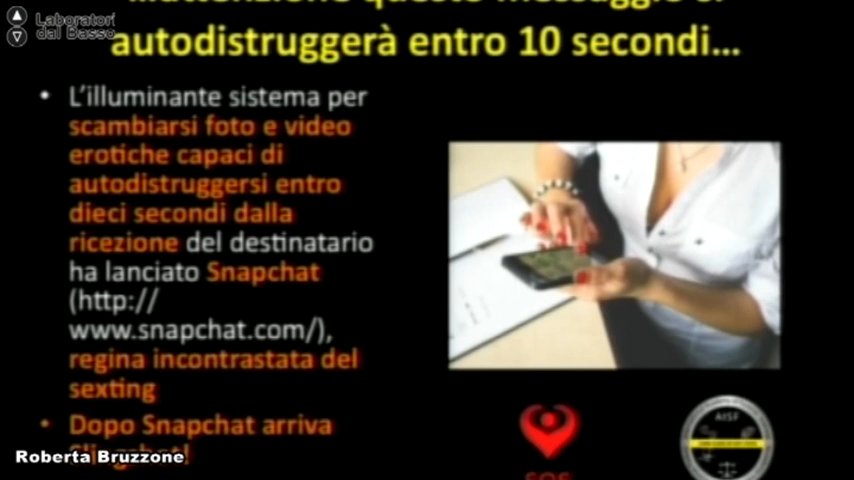 Laboratori
dal Basso
autodistruggerà entro 10 secondi…
• L'illuminante sistema per
scambiarsi foto e video
erotiche capaci di
autodistruggersi entro
dieci secondi dalla
ricezione del destinatario
ha lanciato Snapchat
(http://
www.snapchat.com/),
regina incontrastata del
sexting
• Dopo Snapchat arriva
Roberta Bruzzone
AISF